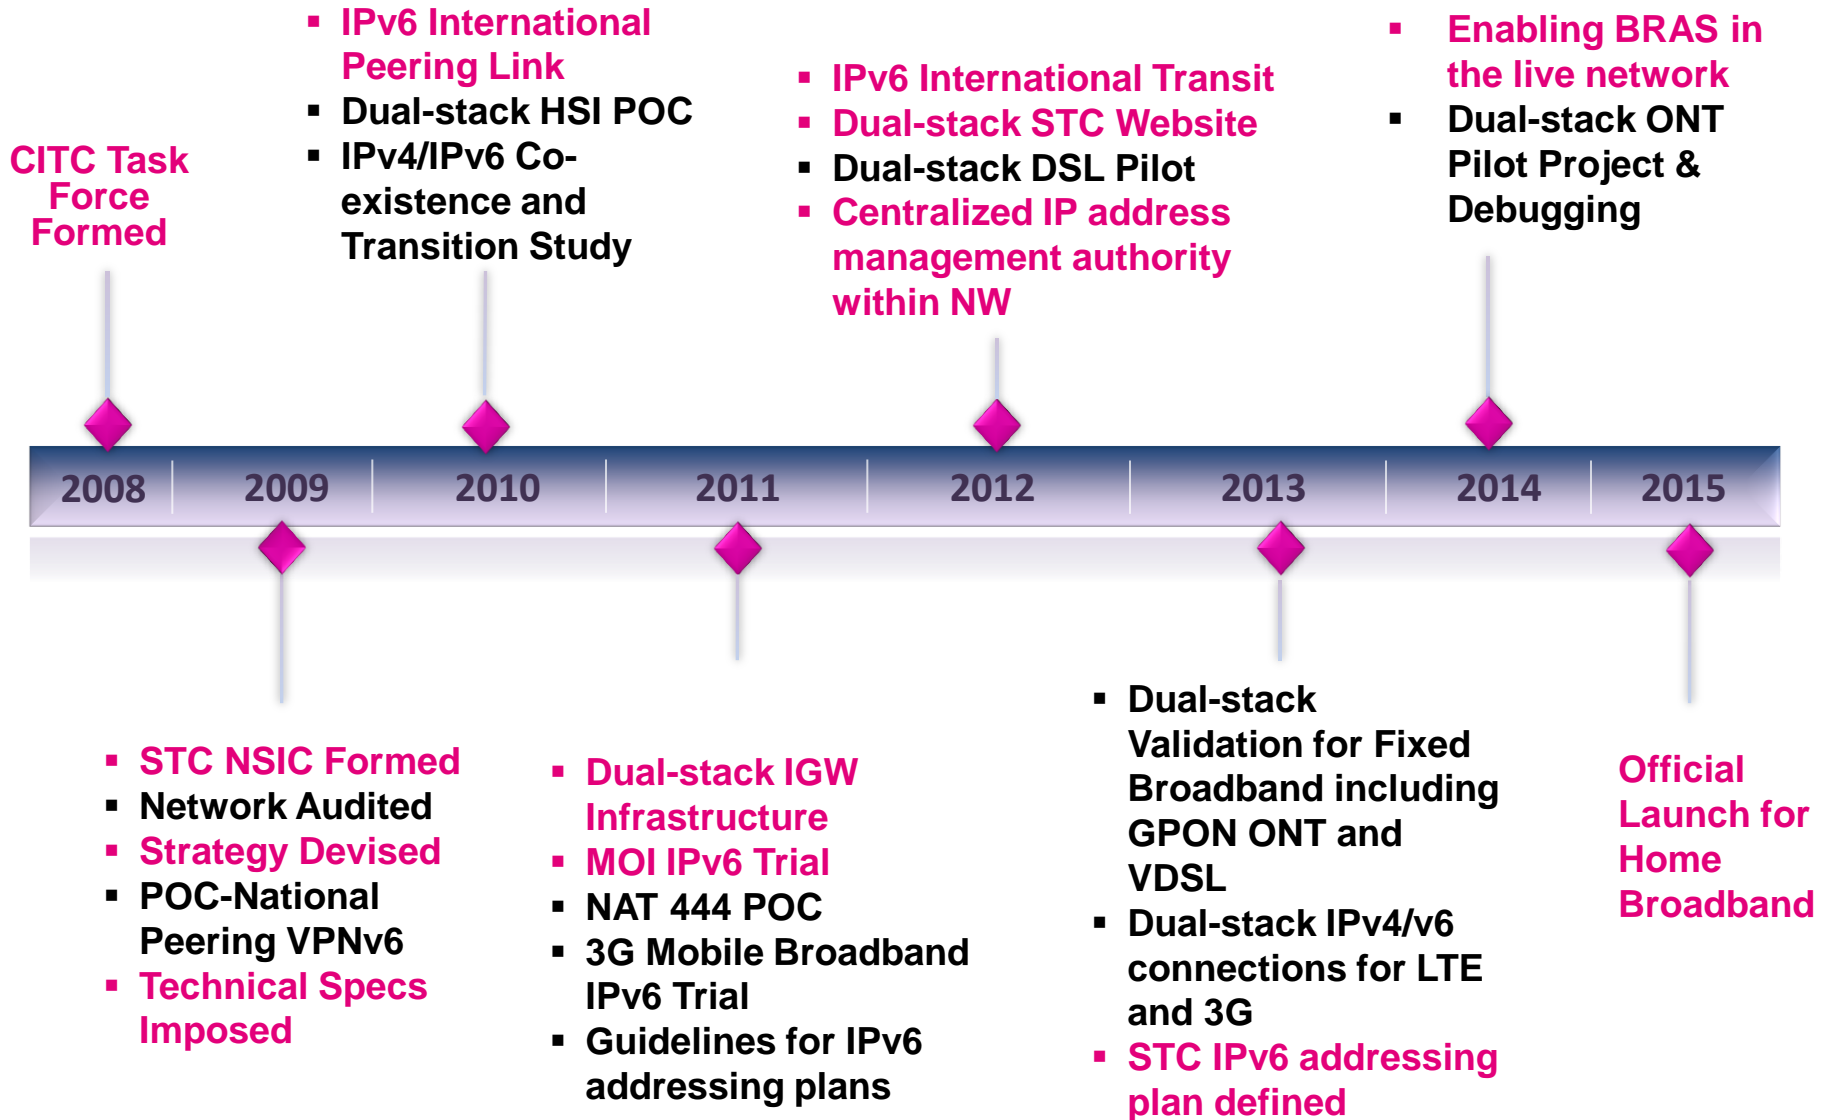 CITC Task
Force
Formed
▪ IPv6 International
Peering Link
▪ Dual-stack HSI POC
▪ IPv4/IPv6 Co-
existence and
Transition Study
▪ IPv6 International Transit
▪ Dual-stack STC Website
▪ Dual-stack DSL Pilot
▪ Centralized IP address
management authority
within NW
▪ Enabling BRAS in
the live network
▪ Dual-stack ONT
Pilot Project &
Debugging
2008 2009 2010 2011 2012 2013 2014 2015
▪ STC NSIC Formed
▪ Network Audited
▪ Strategy Devised
▪ POC-National
Peering VPNv6
▪ Technical Specs
Imposed
▪ Dual-stack IGW
Infrastructure
▪ MOI IPv6 Trial
▪ NAT 444 POC
▪ 3G Mobile Broadband
IPv6 Trial
▪ Guidelines for IPv6
addressing plans
▪ Dual-stack
Validation for Fixed
Broadband including
GPON ONT and
VDSL
▪ Dual-stack IPv4/v6
connections for LTE
and 3G
▪ STC IPv6 addressing
plan defined
Official
Launch for
Home
Broadband